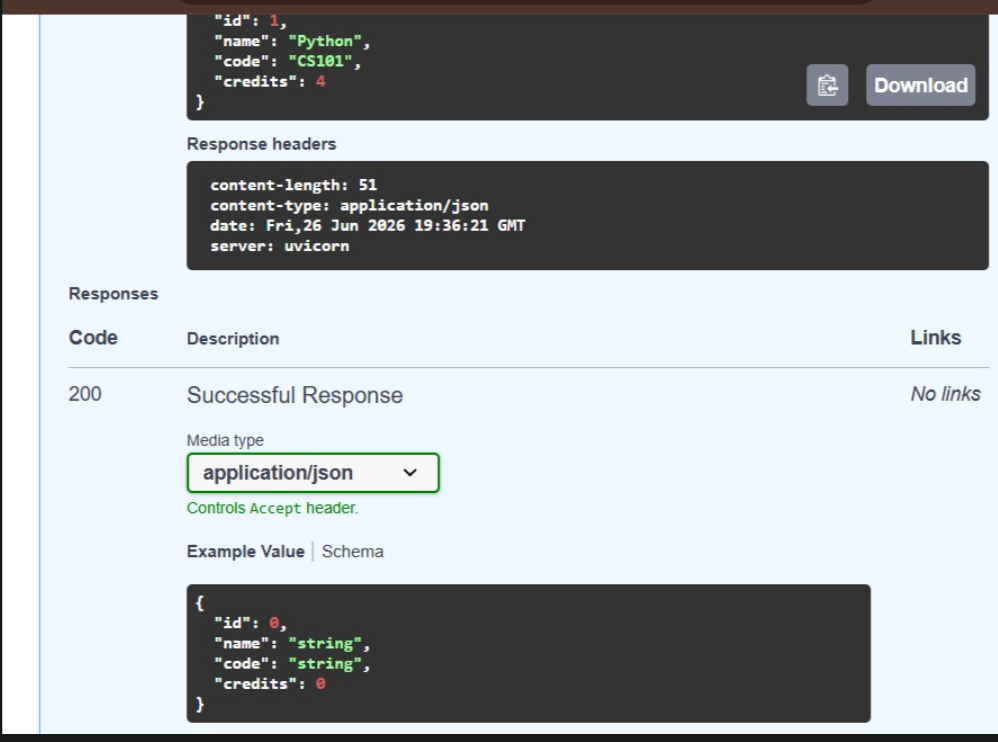 "id": 1,
"name": "Python",
"code": "CS101",
"credits": 4
}
Download
Response headers
content-length: 51
content-type: application/json
date: Fri,26 Jun 2026 19:36:21 GMT
server: uvicorn
Responses
Code Description Links
200 Successful Response No links
Media type
application/json
Controls Accept header.
Example Value | Schema
{
"id": 0,
"name": "string",
"code": "string",
"credits": 0
}